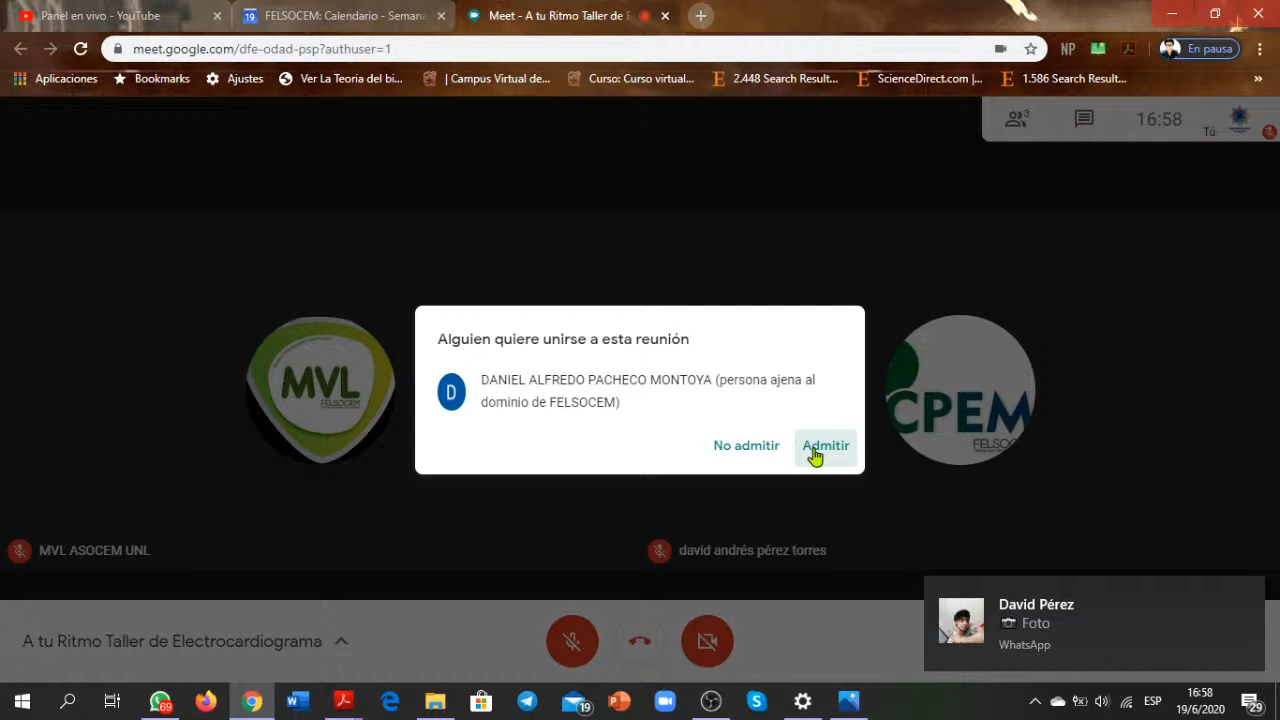 Panel en vivo - YouTube
19 FELSOCEM: Calendario - Semana
Meet - A tu Ritmo Taller de E
meet.google.com/dfe-odad-psp?authuser=1
NP
En pausa
Aplicaciones
Bookmarks
Ajustes
Ver La Teoria del bi...
| Campus Virtual de...
Curso: Curso virtual...
2.448 Search Result...
ScienceDirect.com |...
1.586 Search Result...
»
3
16:58
Tú
Alguien quiere unirse a esta reunión
D
DANIEL ALFREDO PACHECO MONTOYA (persona ajena al
dominio de FELSOCEM)
No admitir
Admitir
MVL
FELSOCEM
CPEM
FELSOCEM
MVL ASOCEM UNL
david andrés pérez torres
A tu Ritmo Taller de Electrocardiograma
David Pérez
Foto
WhatsApp
69
19
ESP
16:58
19/6/2020
29